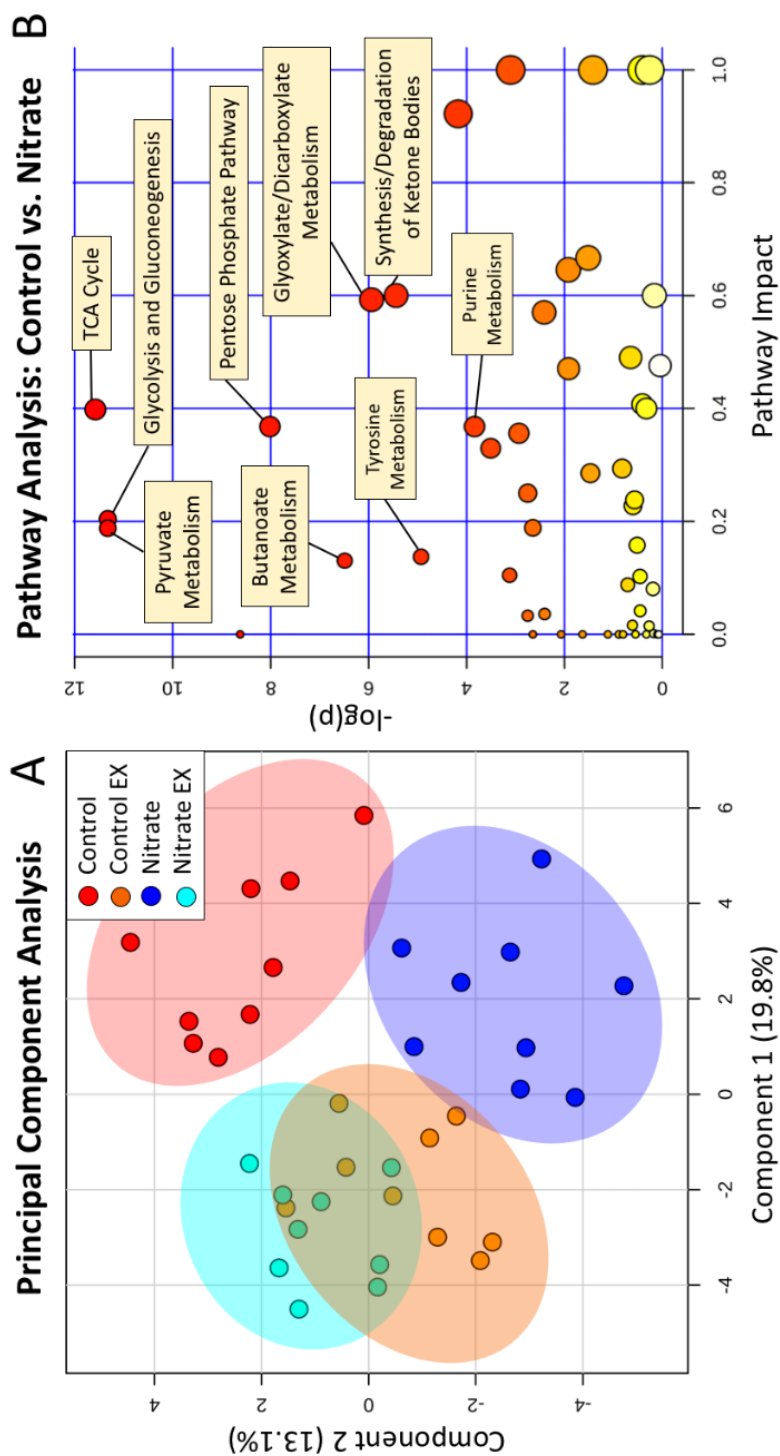 Principal Component Analysis
A
Control
Control EX
Nitrate
Nitrate EX
Component 2 (13.1%)
4
2
0
-2
-4
-4
-2
0
2
4
6
Component 1 (19.8%)
Pathway Analysis: Control vs. Nitrate
B
-log(p)
12
10
8
6
4
2
0
TCA Cycle
Glycolysis and Gluconeogenesis
Pyruvate
Metabolism
Pentose Phosphate Pathway
Butanoate
Metabolism
Glyoxylate/Dicarboxylate
Metabolism
Synthesis/Degradation
of Ketone Bodies
Tyrosine
Metabolism
Purine
Metabolism
0.0
0.2
0.4
0.6
0.8
1.0
Pathway Impact